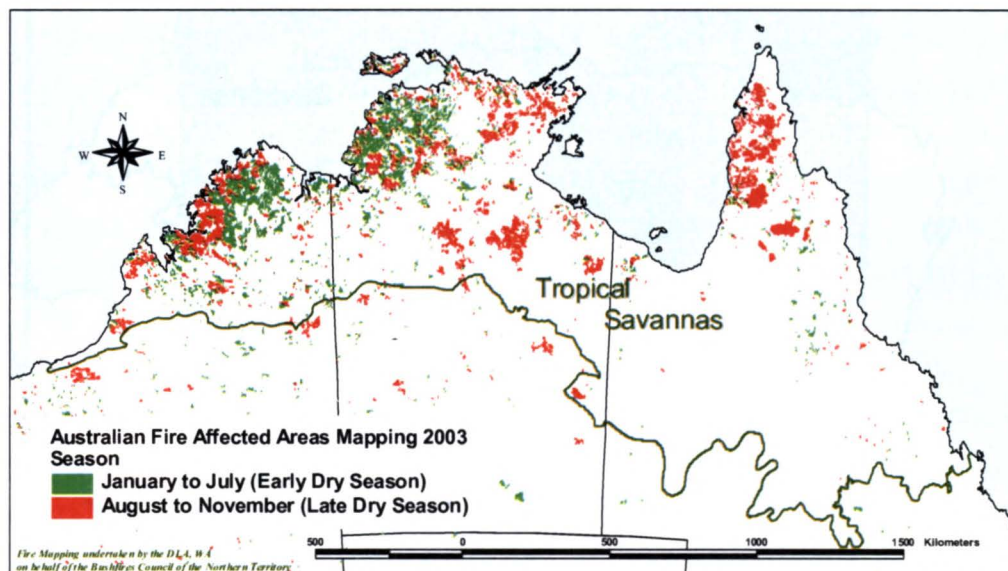 N
W E
S
Tropical
Savannas
Australian Fire Affected Areas Mapping 2003
Season
January to July (Early Dry Season)
August to November (Late Dry Season)
Fire Mapping undertaken by the DLA, WA
on behalf of the Bushfires Council of the Northern Territory
500 0 500 1000 1500 Kilometers